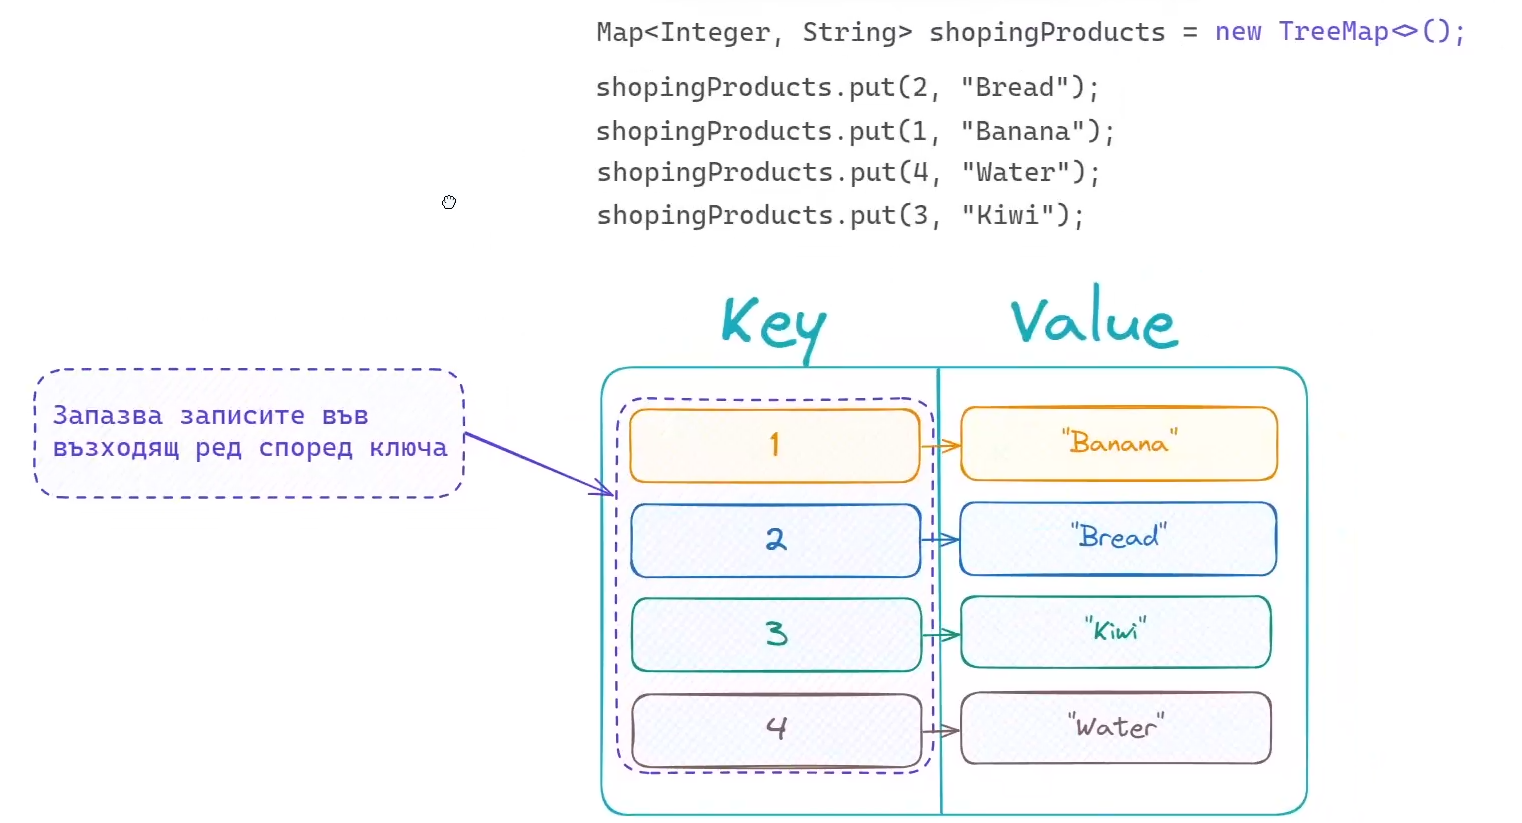 Map<Integer, String> shopingProducts = new TreeMap<>();
shopingProducts.put(2, "Bread");
shopingProducts.put(1, "Banana");
shopingProducts.put(4, "Water");
shopingProducts.put(3, "Kiwi");
Key Value
Запазва записите във
възходящ ред според ключа
1 "Banana"
2 "Bread"
3 "Kiwi"
4 "Water"